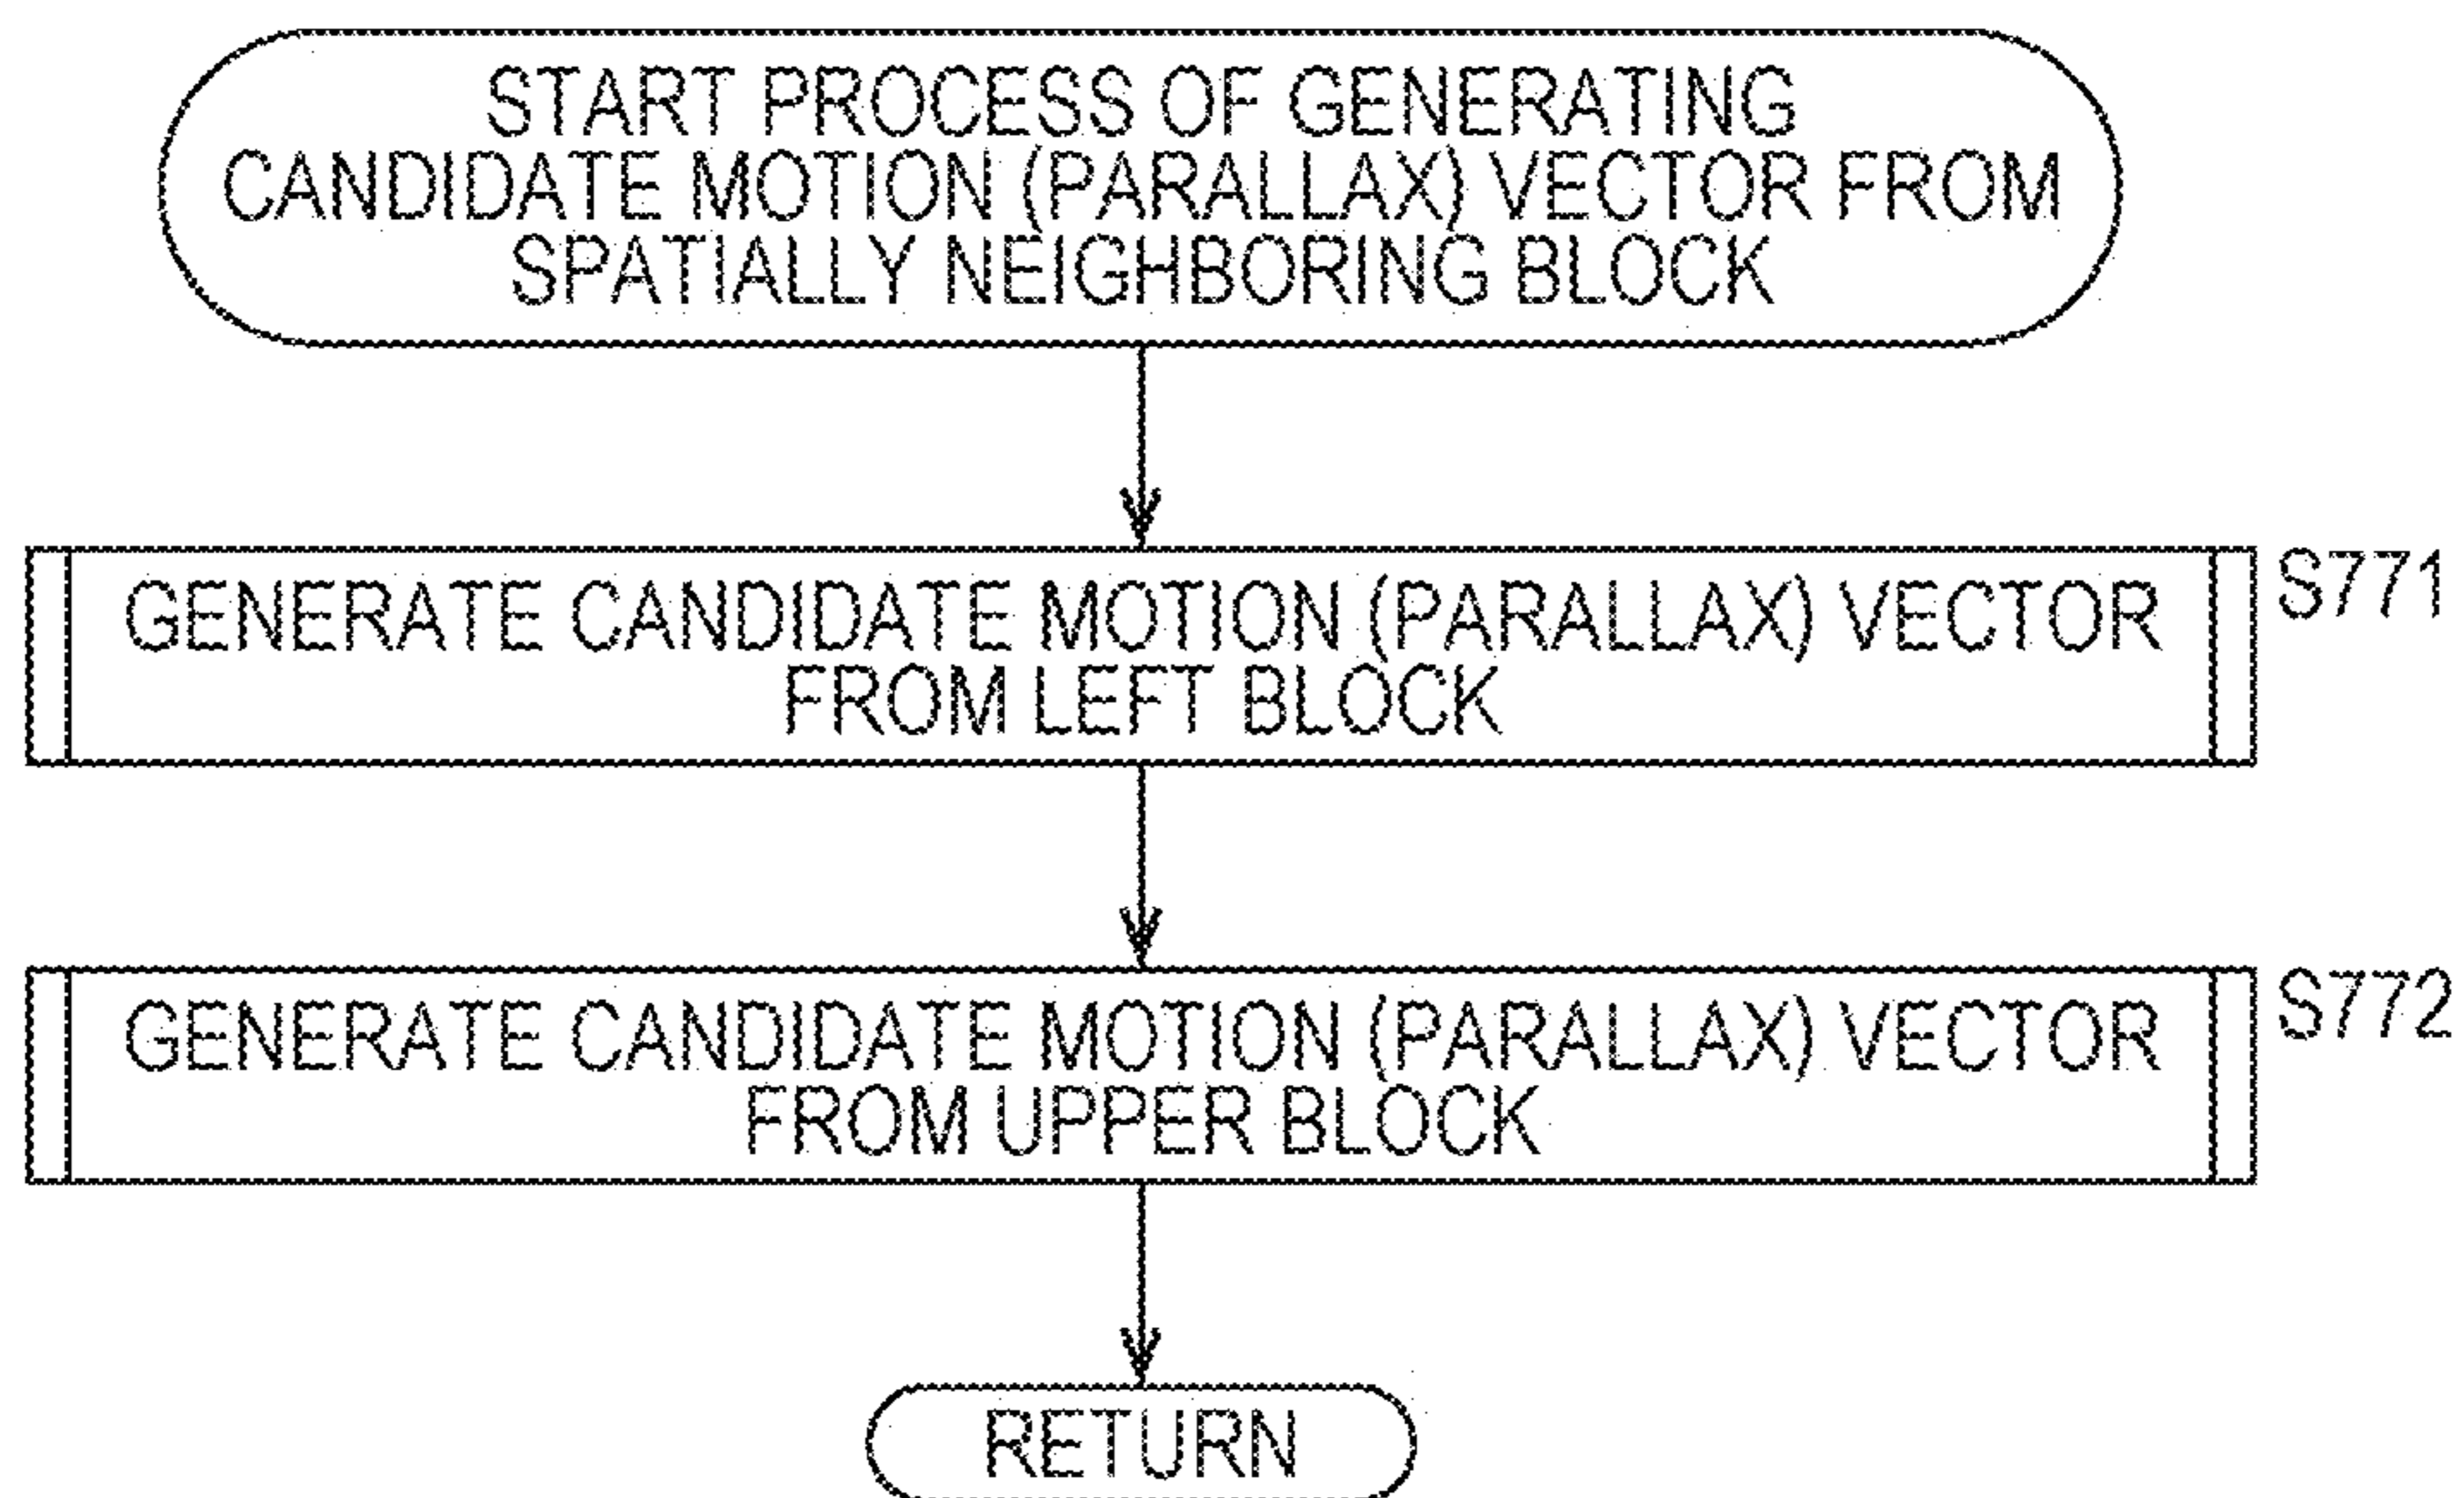 START PROCESS OF GENERATING
CANDIDATE MOTION (PARALLAX) VECTOR FROM
SPATIALLY NEIGHBORING BLOCK
GENERATE CANDIDATE MOTION (PARALLAX) VECTOR
FROM LEFT BLOCK
S771
GENERATE CANDIDATE MOTION (PARALLAX) VECTOR
FROM UPPER BLOCK
S772
RETURN